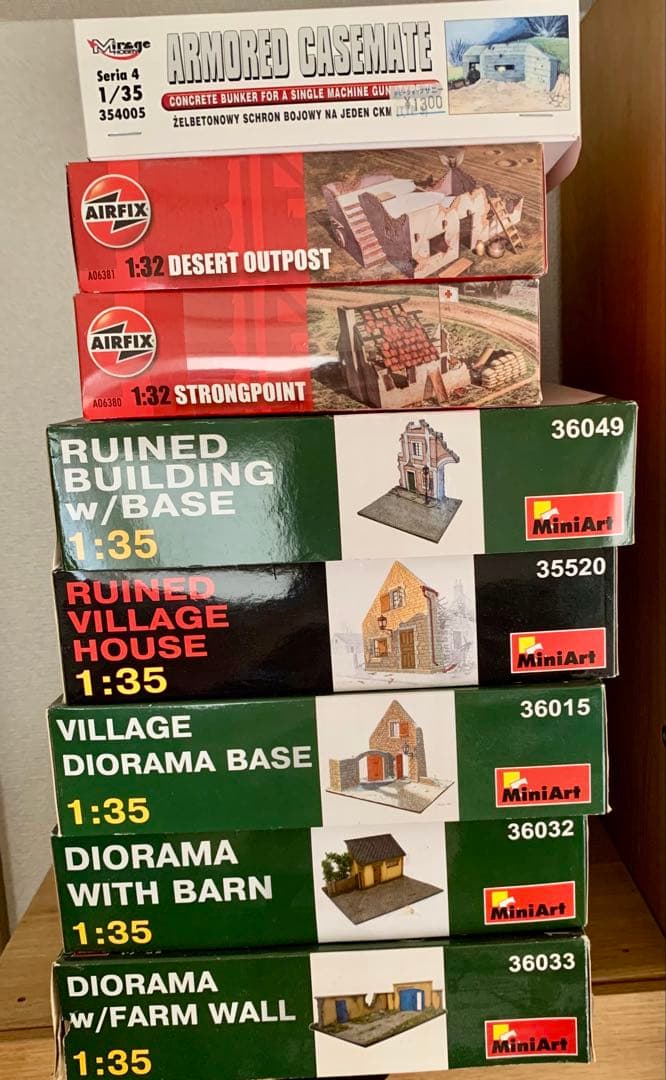 Mirage
HOBBY
Seria 4
1/35
354005
ARMORED CASEMATE
CONCRETE BUNKER FOR A SINGLE MACHINE GUN
¥1300
ŻELBETONOWY SCHRON BOJOWY NA JEDEN CKM
AIRFIX
A06381
1:32 DESERT OUTPOST
AIRFIX
A06380
1:32 STRONGPOINT
RUINED
BUILDING
w/BASE
1:35
36049
MiniArt
RUINED
VILLAGE
HOUSE
1:35
35520
MiniArt
VILLAGE
DIORAMA BASE
1:35
36015
MiniArt
DIORAMA
WITH BARN
1:35
36032
MiniArt
DIORAMA
w/FARM WALL
1:35
36033
MiniArt